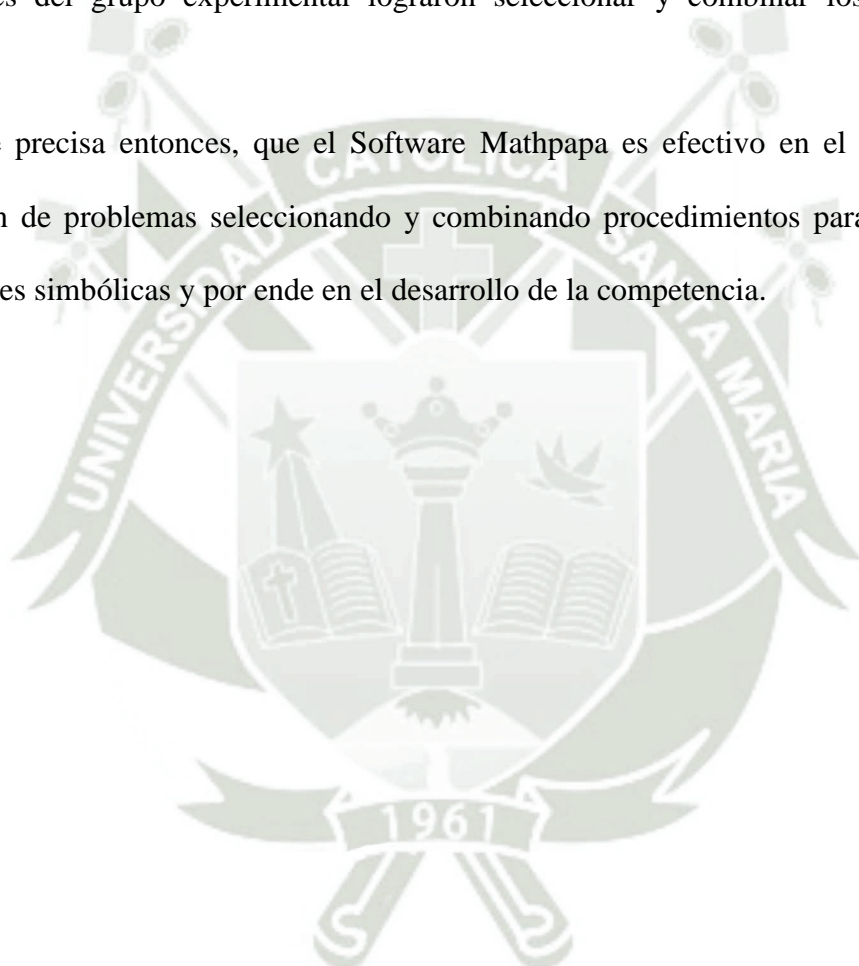 es del grupo experimental lograron seleccionar y combinar los
precisa entonces, que el Software Mathpapa es efectivo en el
n de problemas seleccionando y combinando procedimientos para
es simbólicas y por ende en el desarrollo de la competencia.
UNIVERSIDAD CATOLICA SANTA MARIA
1961